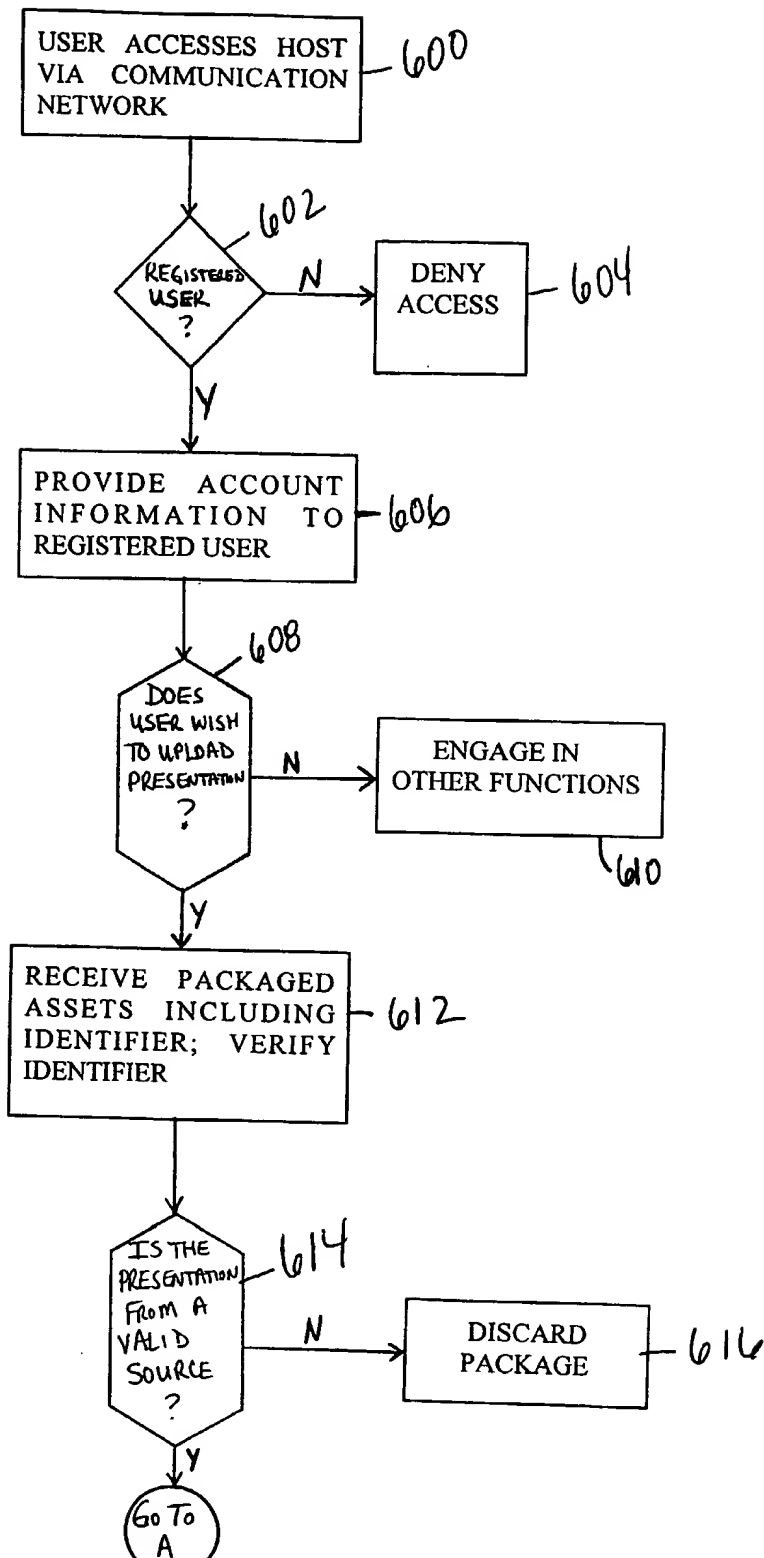 USER ACCESSES HOST
VIA COMMUNICATION
NETWORK
600
602
REGISTERED
USER
?
N
DENY
ACCESS
604
Y
PROVIDE ACCOUNT
INFORMATION TO
REGISTERED USER
606
608
DOES
USER WISH
TO UPLOAD
PRESENTATION
?
N
ENGAGE IN
OTHER FUNCTIONS
610
Y
RECEIVE PACKAGED
ASSETS INCLUDING
IDENTIFIER; VERIFY
IDENTIFIER
612
IS THE
PRESENTATION
FROM A
VALID
SOURCE
?
614
N
DISCARD
PACKAGE
616
Y
GO TO
A